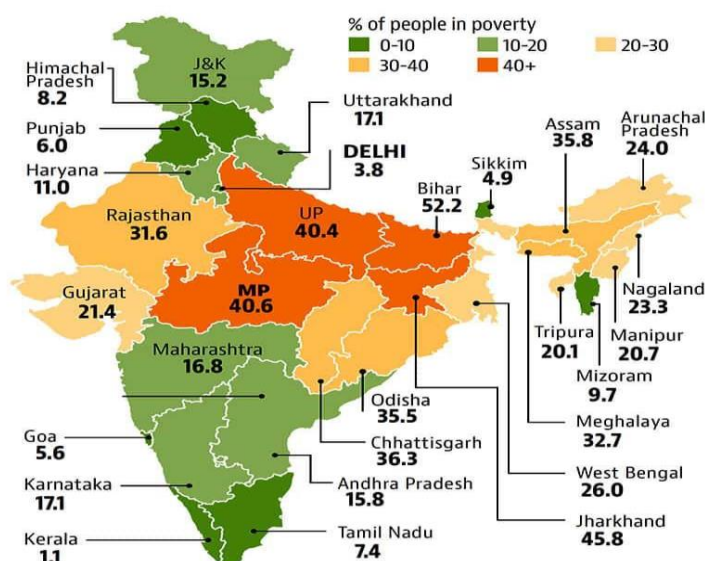 % of people in poverty
0-10
10-20
20-30
30-40
40+
J&K
15.2
Himachal
Pradesh
8.2
Punjab
6.0
Haryana
11.0
Uttarakhand
17.1
DELHI
3.8
Rajasthan
31.6
UP
40.4
Bihar
52.2
Sikkim
4.9
Assam
35.8
Arunachal
Pradesh
24.0
Gujarat
21.4
MP
40.6
Nagaland
23.3
Tripura
20.1
Manipur
20.7
Mizoram
9.7
Meghalaya
32.7
Maharashtra
16.8
Odisha
35.5
Chhattisgarh
36.3
West Bengal
26.0
Goa
5.6
Karnataka
17.1
Andhra Pradesh
15.8
Jharkhand
45.8
Kerala
1.1
Tamil Nadu
7.4